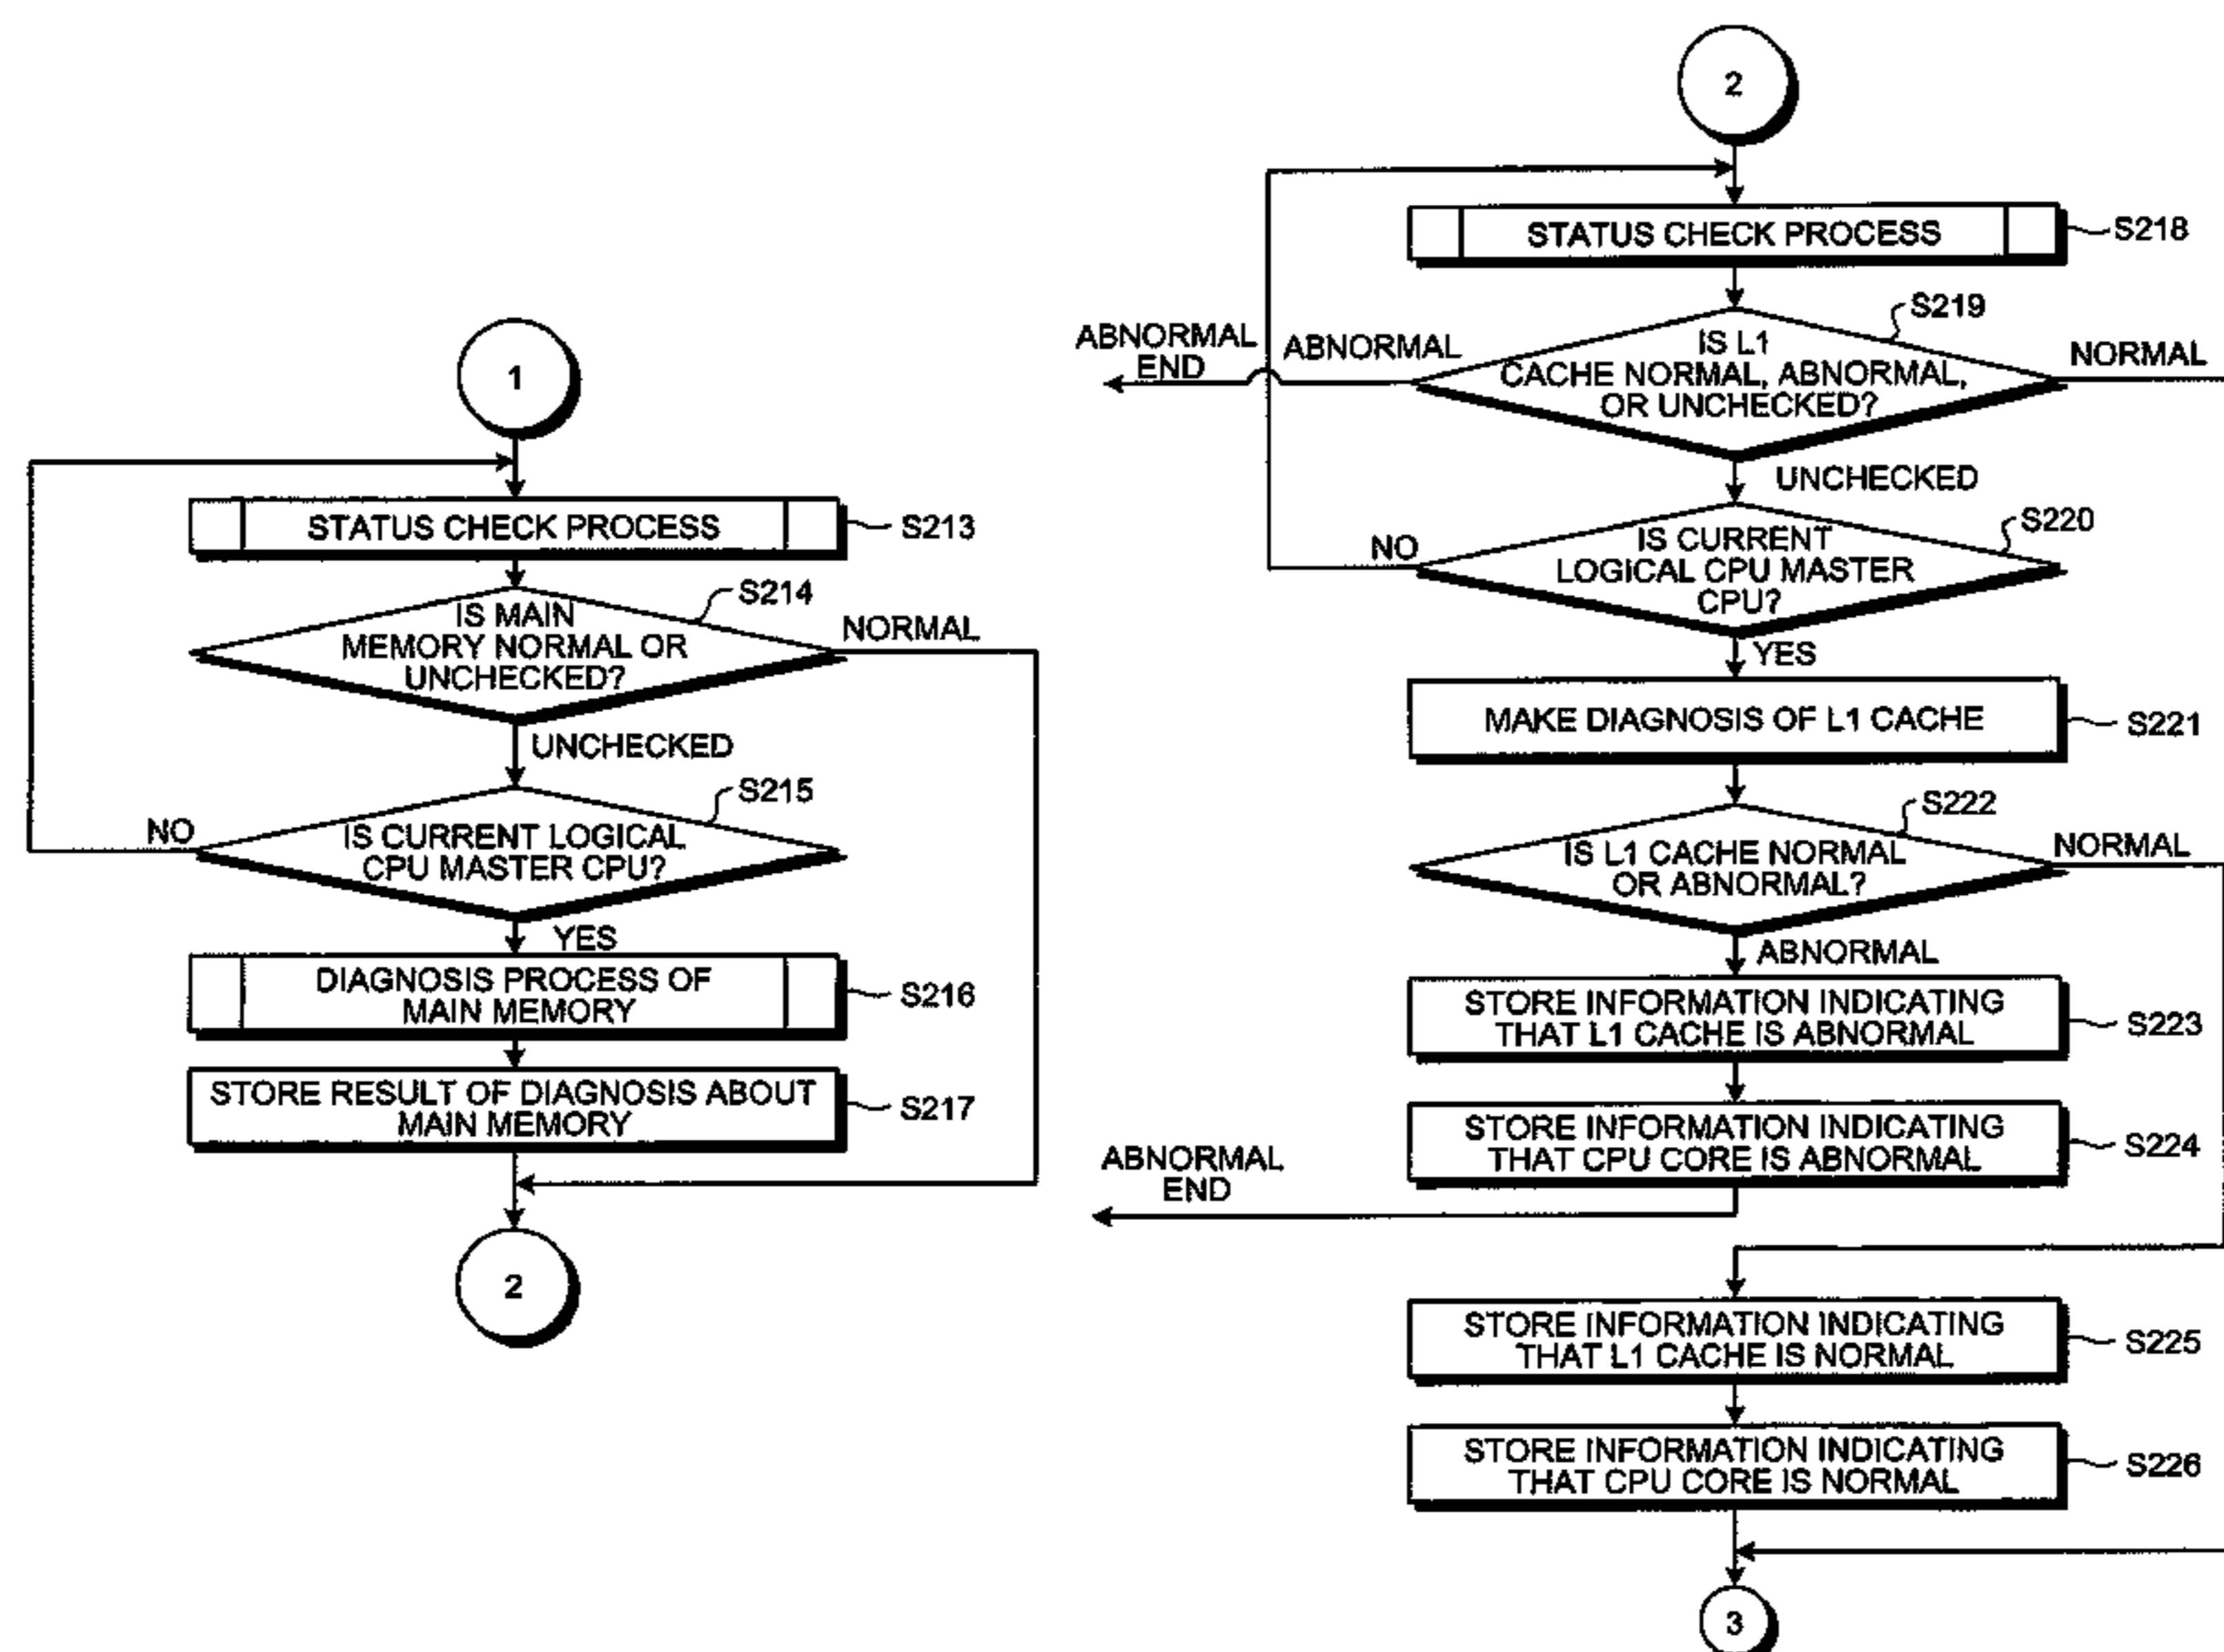 1
STATUS CHECK PROCESS
S213
S214
IS MAIN
MEMORY NORMAL OR
UNCHECKED?
NORMAL
UNCHECKED
S215
IS CURRENT LOGICAL
CPU MASTER CPU?
NO
YES
DIAGNOSIS PROCESS OF
MAIN MEMORY
S216
STORE RESULT OF DIAGNOSIS ABOUT
MAIN MEMORY
S217
2
2
STATUS CHECK PROCESS
S218
S219
IS L1
CACHE NORMAL, ABNORMAL,
OR UNCHECKED?
ABNORMAL
ABNORMAL
END
NORMAL
UNCHECKED
S220
IS CURRENT
LOGICAL CPU MASTER
CPU?
NO
YES
MAKE DIAGNOSIS OF L1 CACHE
S221
S222
IS L1 CACHE NORMAL
OR ABNORMAL?
NORMAL
ABNORMAL
STORE INFORMATION INDICATING
THAT L1 CACHE IS ABNORMAL
S223
STORE INFORMATION INDICATING
THAT CPU CORE IS ABNORMAL
S224
ABNORMAL
END
STORE INFORMATION INDICATING
THAT L1 CACHE IS NORMAL
S225
STORE INFORMATION INDICATING
THAT CPU CORE IS NORMAL
S226
3